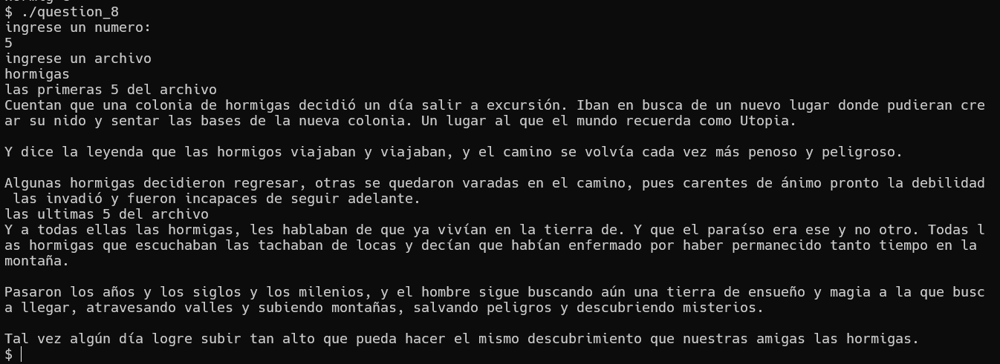 $ ./question_8
ingrese un numero:
5
ingrese un archivo
hormigas
las primeras 5 del archivo
Cuentan que una colonia de hormigas decidió un día salir a excursión. Iban en busca de un nuevo lugar donde pudieran cre
ar su nido y sentar las bases de la nueva colonia. Un lugar al que el mundo recuerda como Utopia.
Y dice la leyenda que las hormigos viajaban y viajaban, y el camino se volvía cada vez más penoso y peligroso.
Algunas hormigas decidieron regresar, otras se quedaron varadas en el camino, pues carentes de ánimo pronto la debilidad
las invadió y fueron incapaces de seguir adelante.
las ultimas 5 del archivo
Y a todas ellas las hormigas, les hablaban de que ya vivían en la tierra de. Y que el paraíso era ese y no otro. Todas l
as hormigas que escuchaban las tachaban de locas y decían que habían enfermado por haber permanecido tanto tiempo en la
montaña.
Pasaron los años y los siglos y los milenios, y el hombre sigue buscando aún una tierra de ensueño y magia a la que busc
a llegar, atravesando valles y subiendo montañas, salvando peligros y descubriendo misterios.
Tal vez algún día logre subir tan alto que pueda hacer el mismo descubrimiento que nuestras amigas las hormigas.
$